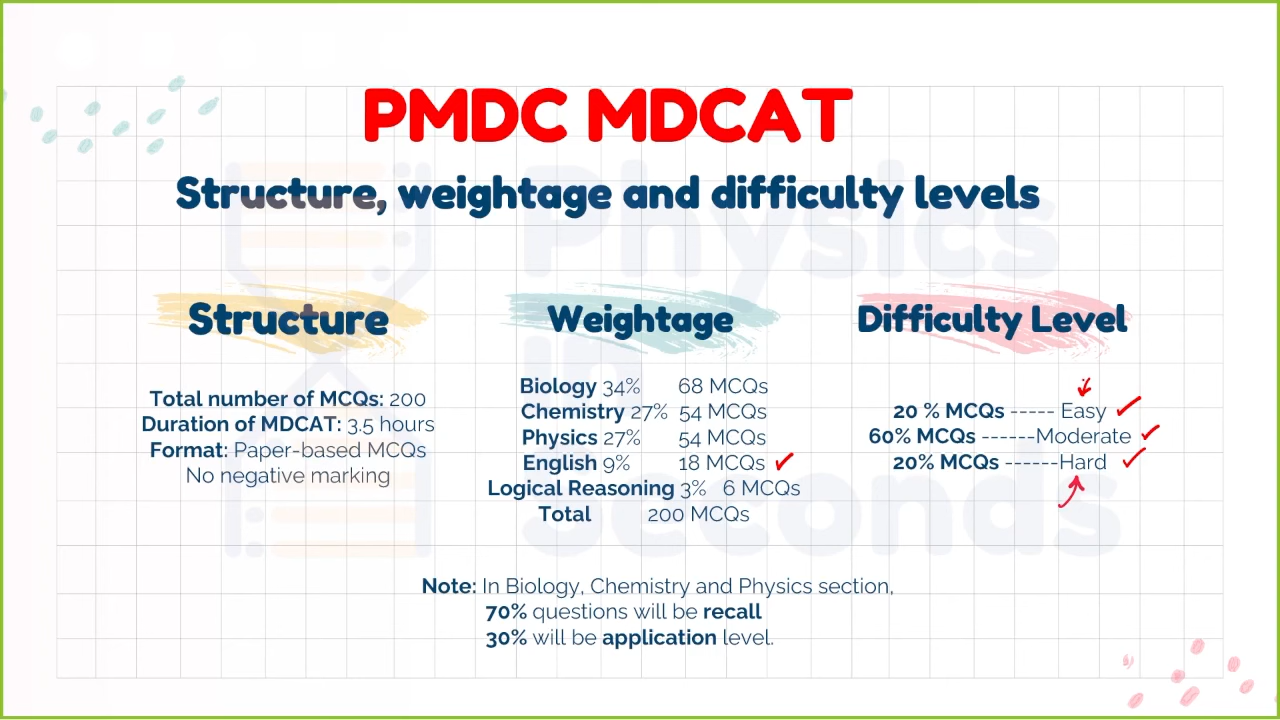 PMDC MDCAT
Structure, weightage and difficulty levels
Structure
Total number of MCQs: 200
Duration of MDCAT: 3.5 hours
Format: Paper-based MCQs
No negative marking
Weightage
Biology 34% 68 MCQs
Chemistry 27% 54 MCQs
Physics 27% 54 MCQs
English 9% 18 MCQs
Logical Reasoning 3% 6 MCQs
Total 200 MCQs
Difficulty Level
20 % MCQs ----- Easy
60% MCQs ------Moderate
20% MCQs ------Hard
Note: In Biology, Chemistry and Physics section,
70% questions will be recall
30% will be application level.
Physics
in
Seconds